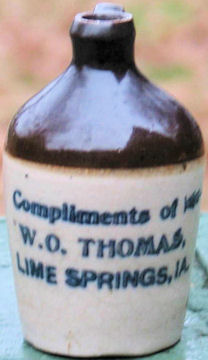 Compliments of
W.O. THOMAS,
LIME SPRINGS, IA.